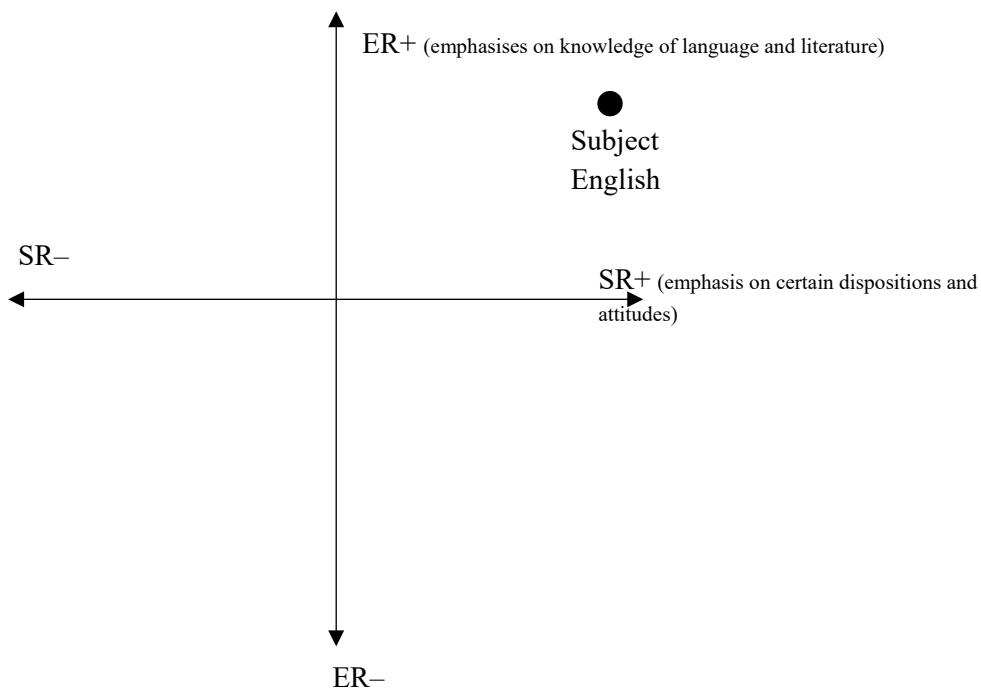 ER+ (emphasises on knowledge of language and literature)
Subject
English
SR–
SR+ (emphasis on certain dispositions and
attitudes)
ER–